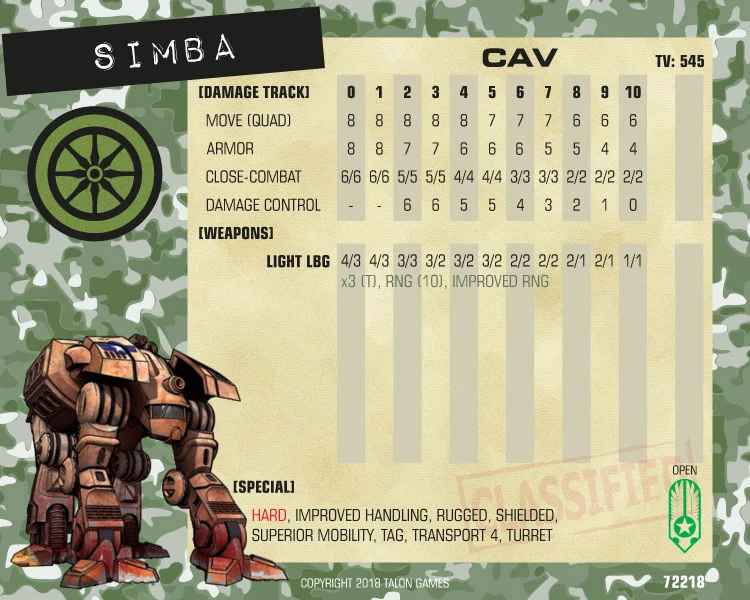 SIMBA
CAV
TV: 545
[DAMAGE TRACK] 0 1 2 3 4 5 6 7 8 9 10
MOVE (QUAD) 8 8 8 8 8 7 7 7 6 6 6
ARMOR 8 8 7 7 6 6 6 5 5 4 4
CLOSE-COMBAT 6/6 6/6 5/5 5/5 4/4 4/4 3/3 3/3 2/2 2/2 2/2
DAMAGE CONTROL - - 6 6 5 5 4 3 2 1 0
[WEAPONS]
LIGHT LBG 4/3 4/3 3/3 3/2 3/2 3/2 2/2 2/2 2/1 2/1 1/1
x3 (T), RNG (10), IMPROVED RNG
CLASSIFIED
OPEN
[SPECIAL]
HARD, IMPROVED HANDLING, RUGGED, SHIELDED,
SUPERIOR MOBILITY, TAG, TRANSPORT 4, TURRET
COPYRIGHT 2018 TALON GAMES
72218